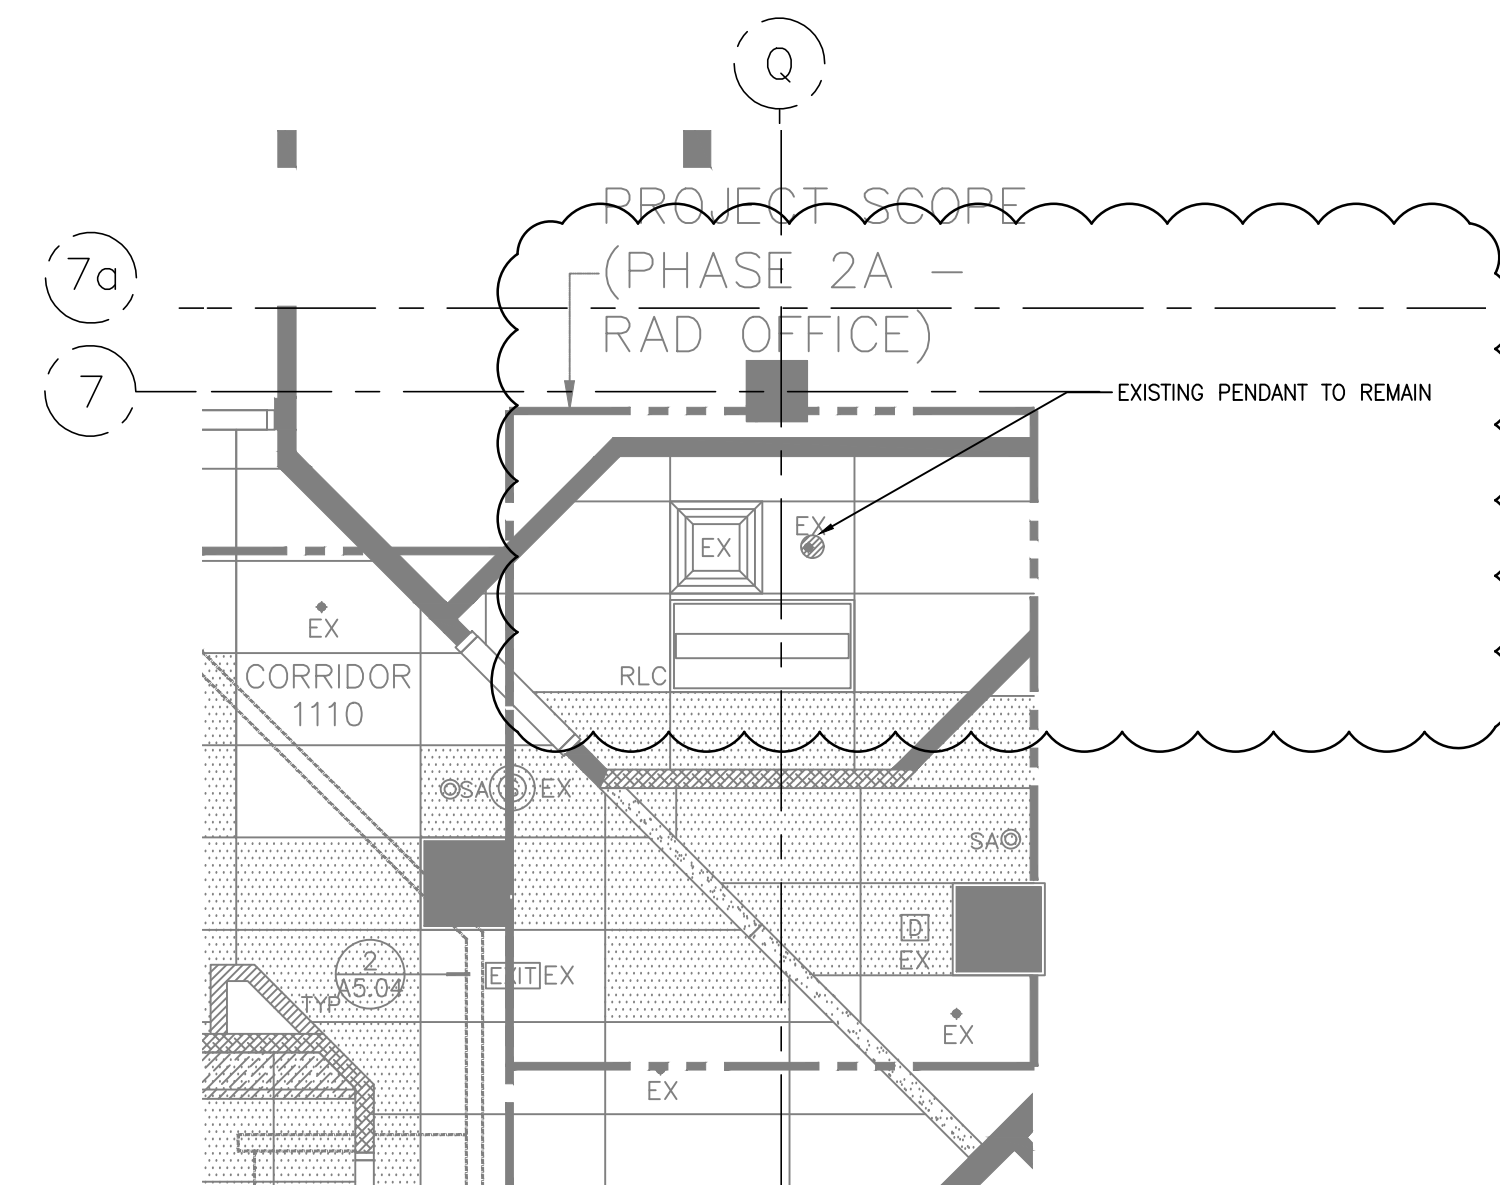 Q
PROJECT SCOPE
(PHASE 2A -
RAD OFFICE)
7a
7
EXISTING PENDANT TO REMAIN
EX
EX
EX
CORRIDOR
1110
RLC
SA
S
EX
SA
D
EX
2
A5.04
TYP
EXIT
EX
EX
EX